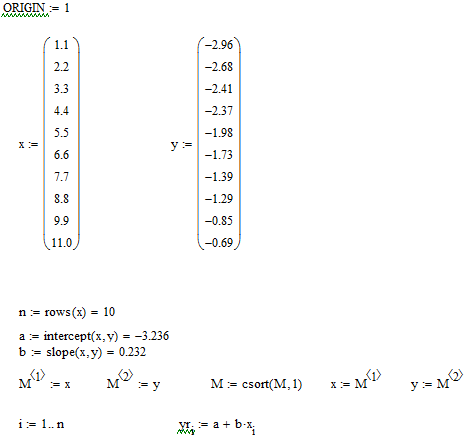 ORIGIN := 1
x := 
1.1
2.2
3.3
4.4
5.5
6.6
7.7
8.8
9.9
11.0
y := 
−2.96
−2.68
−2.41
−2.37
−1.98
−1.73
−1.39
−1.29
−0.85
−0.69
n := rows(x) = 10
a := intercept(x, y) = −3.236
b := slope(x, y) = 0.232
M⟨1⟩ := x M⟨2⟩ := y M := csort(M, 1) x := M⟨1⟩ y := M⟨2⟩
i := 1.. n yr_i := a + b·x_i